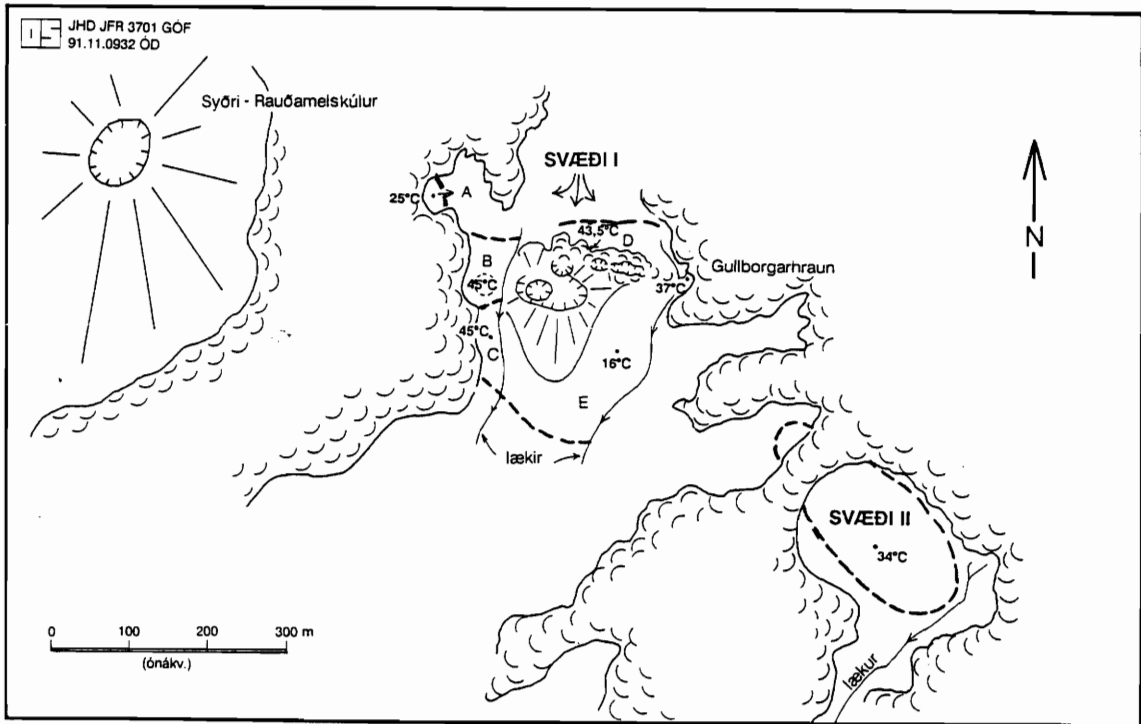 OS JHD JFR 3701 GÓF
91.11.0932 ÓD
Syðri - Rauðamelskúlur
SVÆÐI I
N
25°C
A
43,5°C
D
B
45°C
Gullborgarhraun
37°C
45°C
C
16°C
E
lækir
SVÆÐI II
34°C
lækur
0 100 200 300 m
(ónákv.)